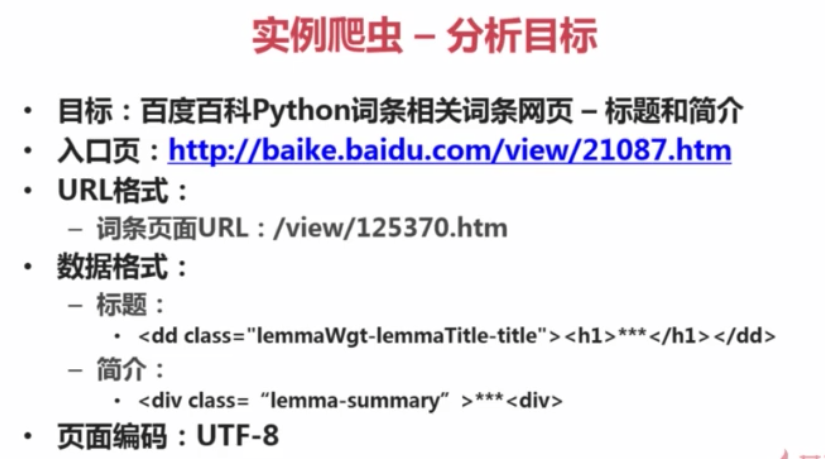 实例爬虫 – 分析目标
• 目标：百度百科Python词条相关词条网页 – 标题和简介
• 入口页：http://baike.baidu.com/view/21087.htm
• URL格式：
– 词条页面URL：/view/125370.htm
• 数据格式：
– 标题：
• <dd class="lemmaWgt-lemmaTitle-title"><h1>***</h1></dd>
– 简介：
• <div class=“lemma-summary”>***<div>
• 页面编码：UTF-8